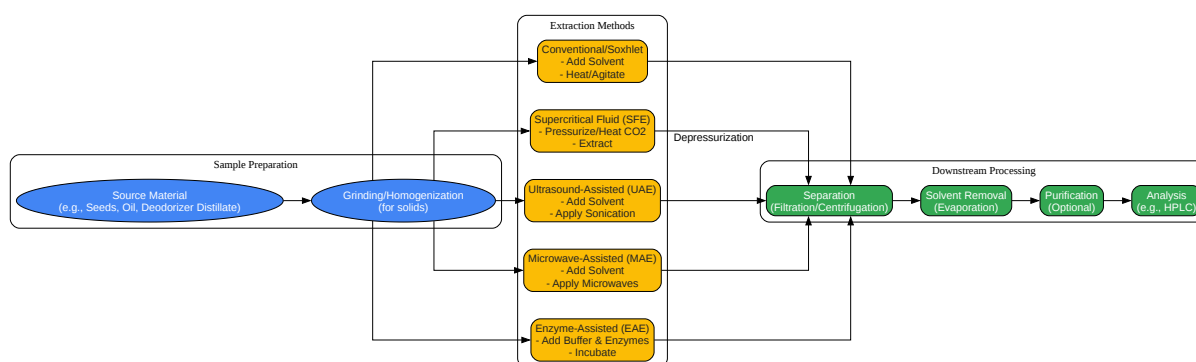 Extraction Methods
Conventional/Soxhlet
- Add Solvent
- Heat/Agitate
Supercritical Fluid (SFE)
- Pressurize/Heat CO2
- Extract
Depressurization
Sample Preparation
Source Material
(e.g., Seeds, Oil, Deodorizer Distillate)
Grinding/Homogenization
(for solids)
Ultrasound-Assisted (UAE)
- Add Solvent
- Apply Sonication
Microwave-Assisted (MAE)
- Add Solvent
- Apply Microwaves
Enzyme-Assisted (EAE)
- Add Buffer & Enzymes
- Incubate
Downstream Processing
Separation
(Filtration/Centrifugation)
Solvent Removal
(Evaporation)
Purification
(Optional)
Analysis
(e.g., HPLC)